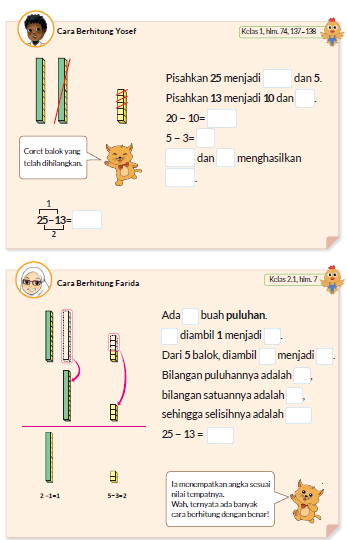 Cara Berhitung Yosef
Kelas 1, hlm. 74, 137–138
Pisahkan 25 menjadi dan 5.
Pisahkan 13 menjadi 10 dan .
20 – 10=
5 – 3=
dan menghasilkan
.
Coret balok yang
telah dihilangkan.
1
25–13=
2
Cara Berhitung Farida
Kelas 2.1, hlm. 7
Ada buah puluhan.
diambil 1 menjadi .
Dari 5 balok, diambil menjadi .
Bilangan puluhannya adalah ,
bilangan satuannya adalah ,
sehingga selisihnya adalah
25 – 13 =
2 –1=1
5–3=2
Ia menempatkan angka sesuai
nilai tempatnya.
Wah, ternyata ada banyak
cara berhitung dengan benar!